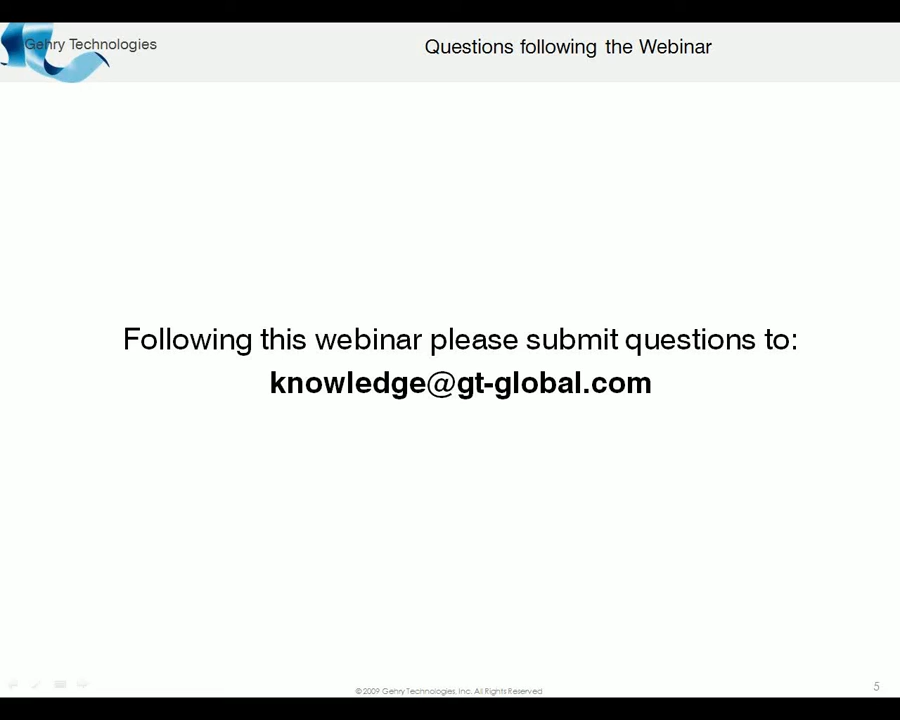 Gehry Technologies
Questions following the Webinar
Following this webinar please submit questions to:
knowledge@gt-global.com
© 2009 Gehry Technologies, Inc. All Rights Reserved
5